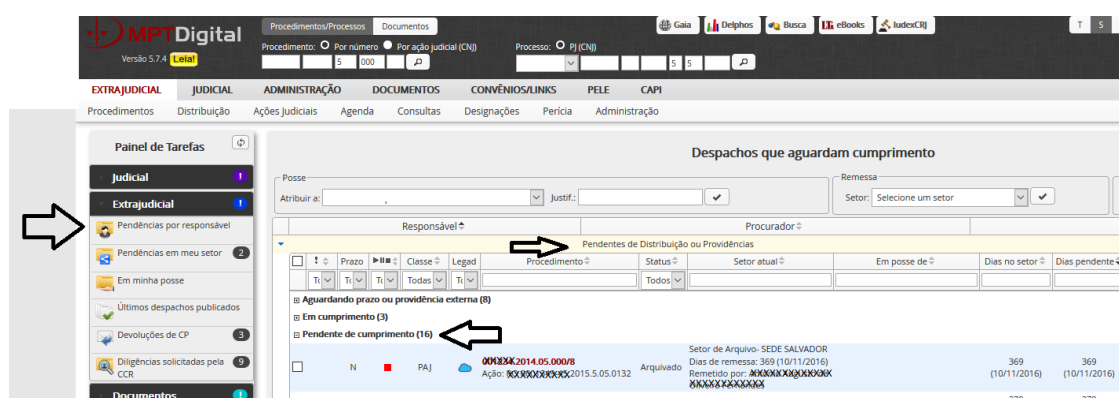 MPTDigital
Versão 5.7.4 Leia!
Procedimentos/Processos Documentos
Procedimento: Por número Por ação judicial (CNJ) Processo: PJ (CNJ)
5 000 5 5
Gaia Delphos Busca eBooks IudexCRJ
T S
EXTRAJUDICIAL JUDICIAL ADMINISTRAÇÃO DOCUMENTOS CONVÊNIOS/LINKS PELE CAPI
Procedimentos Distribuição Ações Judiciais Agenda Consultas Designações Perícia Administração
Painel de Tarefas
Judicial !
Extrajudicial !
Pendências por responsável
Pendências em meu setor 2
Em minha posse
Últimos despachos publicados
Devoluções de CP 3
Diligências solicitadas pela CCR 9
Documentos !
Despachos que aguardam cumprimento
Posse
Atribuir a: , Justif.:
Remessa
Setor: Selecione um setor
Responsável Procurador
Pendentes de Distribuição ou Providências
! Prazo Classe Legad Procedimento Status Setor atual Em posse de Dias no setor Dias pendente
Tc Tc Tc Todas Tc Todos
Aguardando prazo ou providência externa (8)
Em cumprimento (3)
Pendente de cumprimento (16)
N PAJ
.2014.05.000/8
Ação: 2015.5.05.0132
Arquivado
Setor de Arquivo- SEDE SALVADOR
Dias de remessa: 369 (10/11/2016)
Remetido por:
369
(10/11/2016)
369
(10/11/2016)